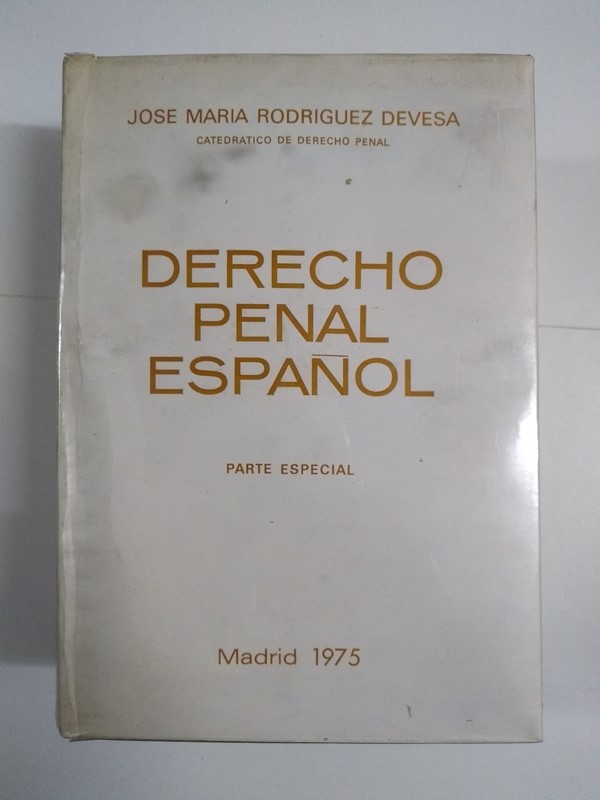 JOSE MARIA RODRIGUEZ DEVESA
CATEDRATICO DE DERECHO PENAL
DERECHO
PENAL
ESPAÑOL
PARTE ESPECIAL
Madrid 1975